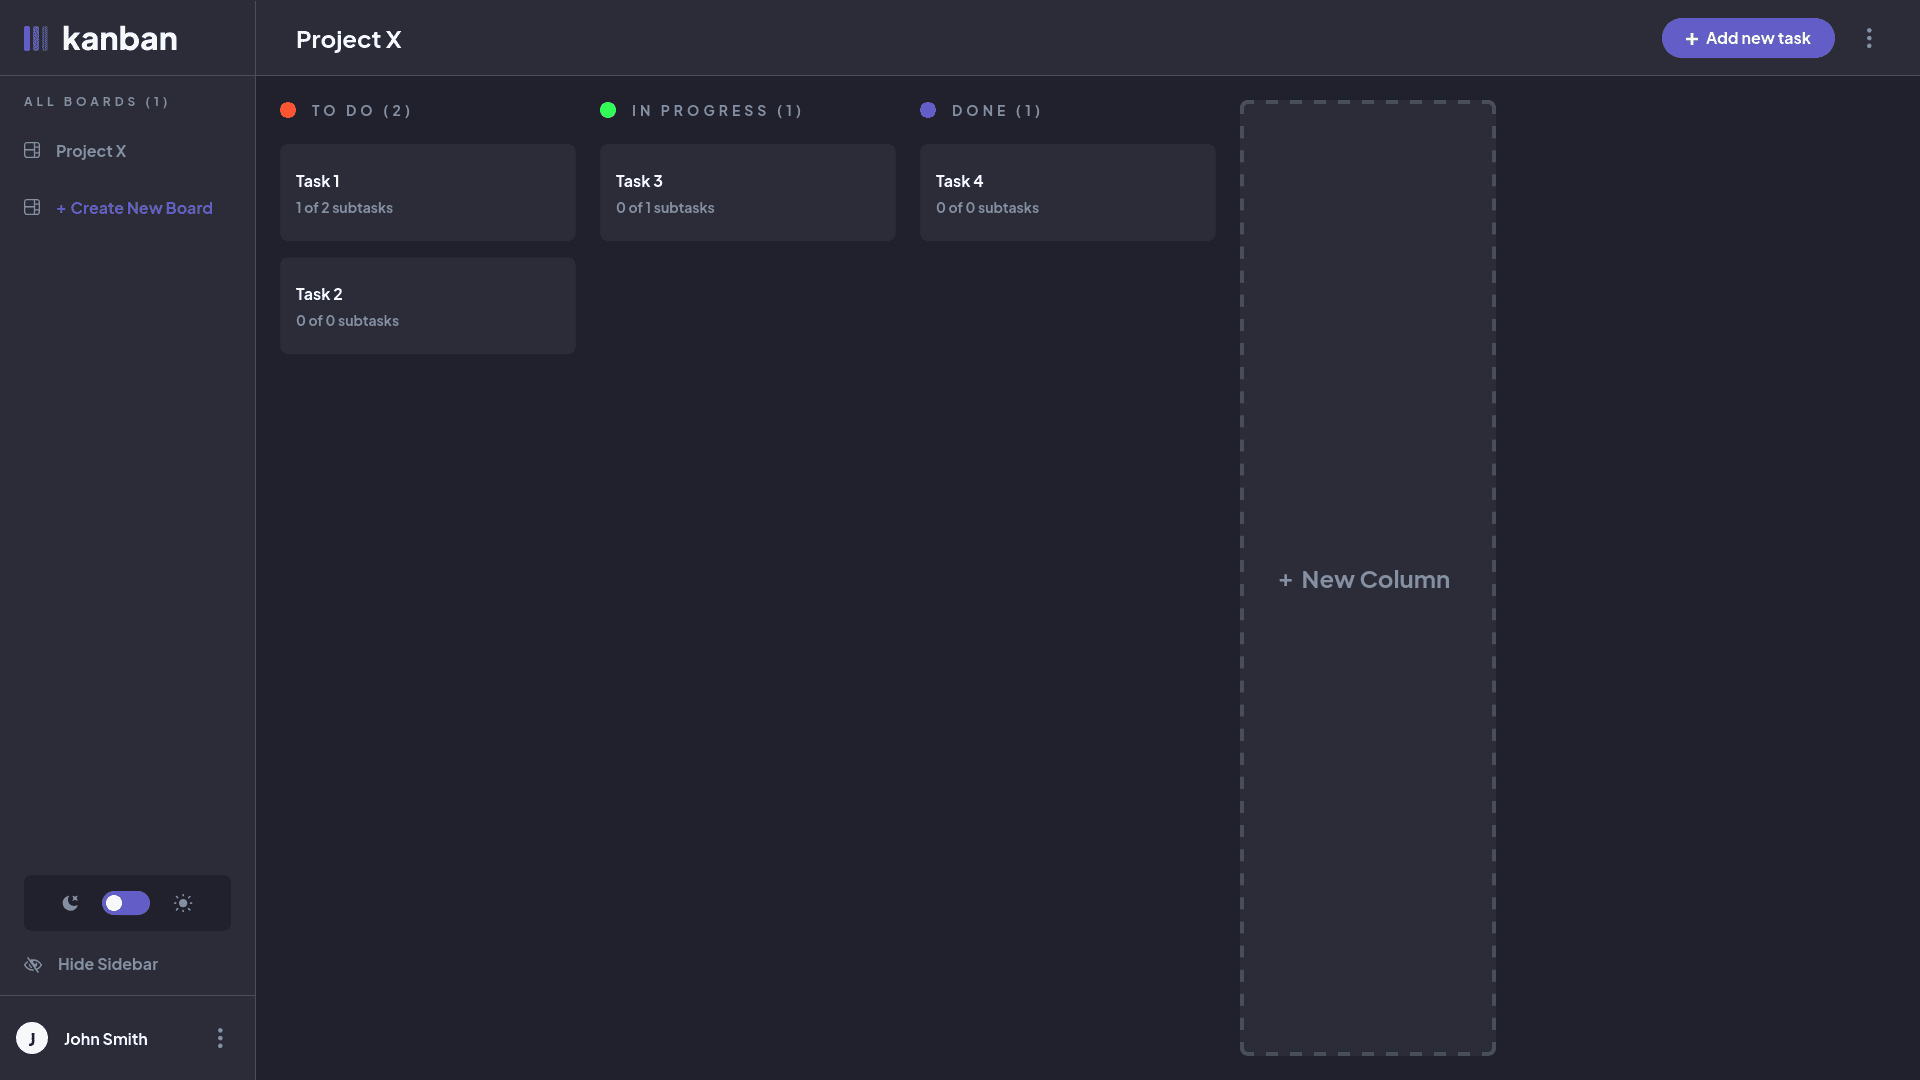 kanban
Project X
+ Add new task
ALL BOARDS (1)
Project X
+ Create New Board
TO DO (2)
Task 1
1 of 2 subtasks
Task 2
0 of 0 subtasks
IN PROGRESS (1)
Task 3
0 of 1 subtasks
DONE (1)
Task 4
0 of 0 subtasks
+ New Column
Hide Sidebar
J
John Smith